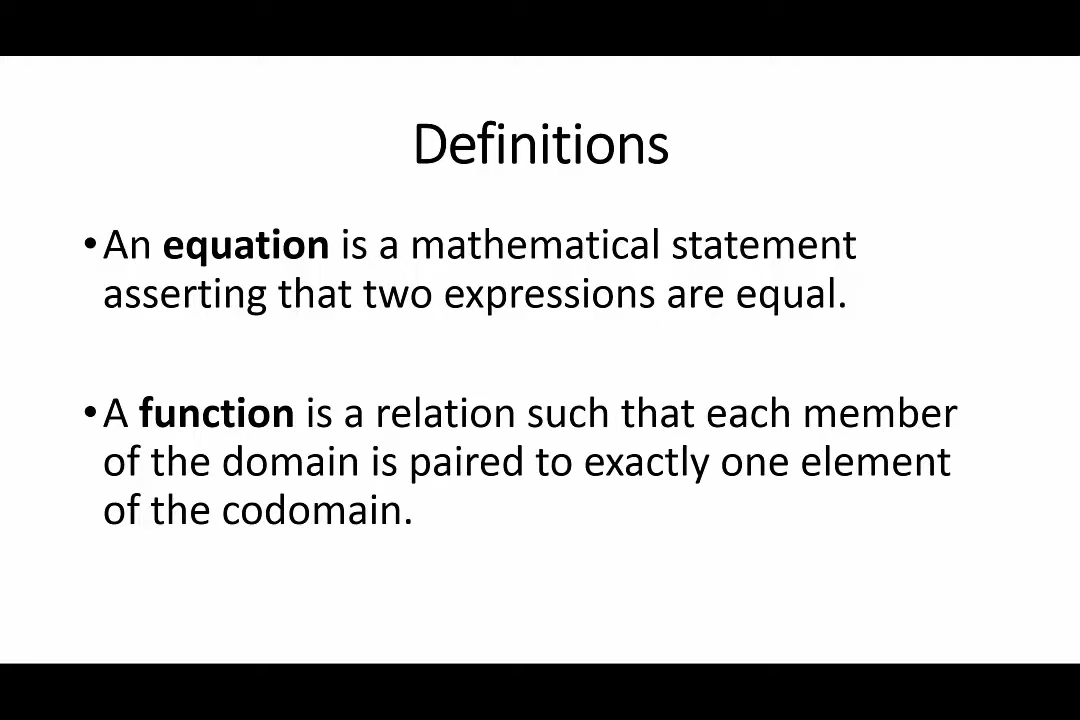 Definitions
•An equation is a mathematical statement
asserting that two expressions are equal.
•A function is a relation such that each member
of the domain is paired to exactly one element
of the codomain.